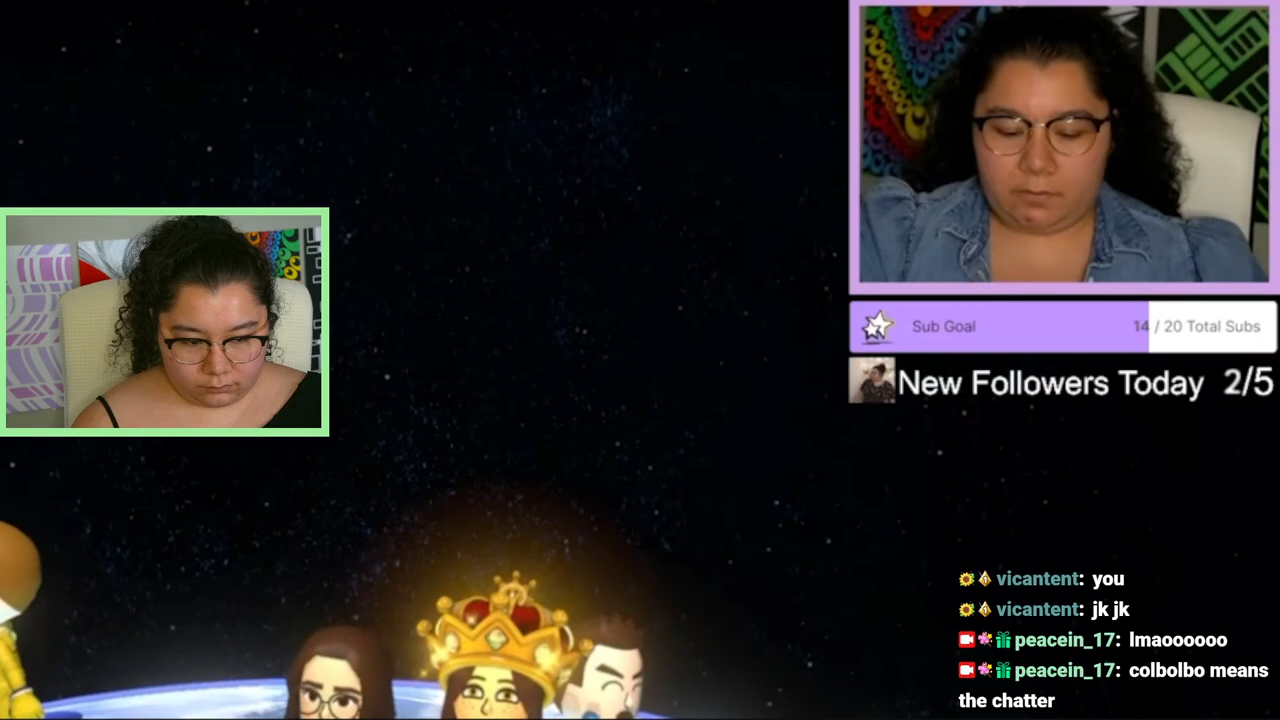 Sub Goal 14 / 20 Total Subs
New Followers Today 2/5
vicantent: you
vicantent: jk jk
peacein_17: lmaoooooo
peacein_17: colbolbo means
the chatter